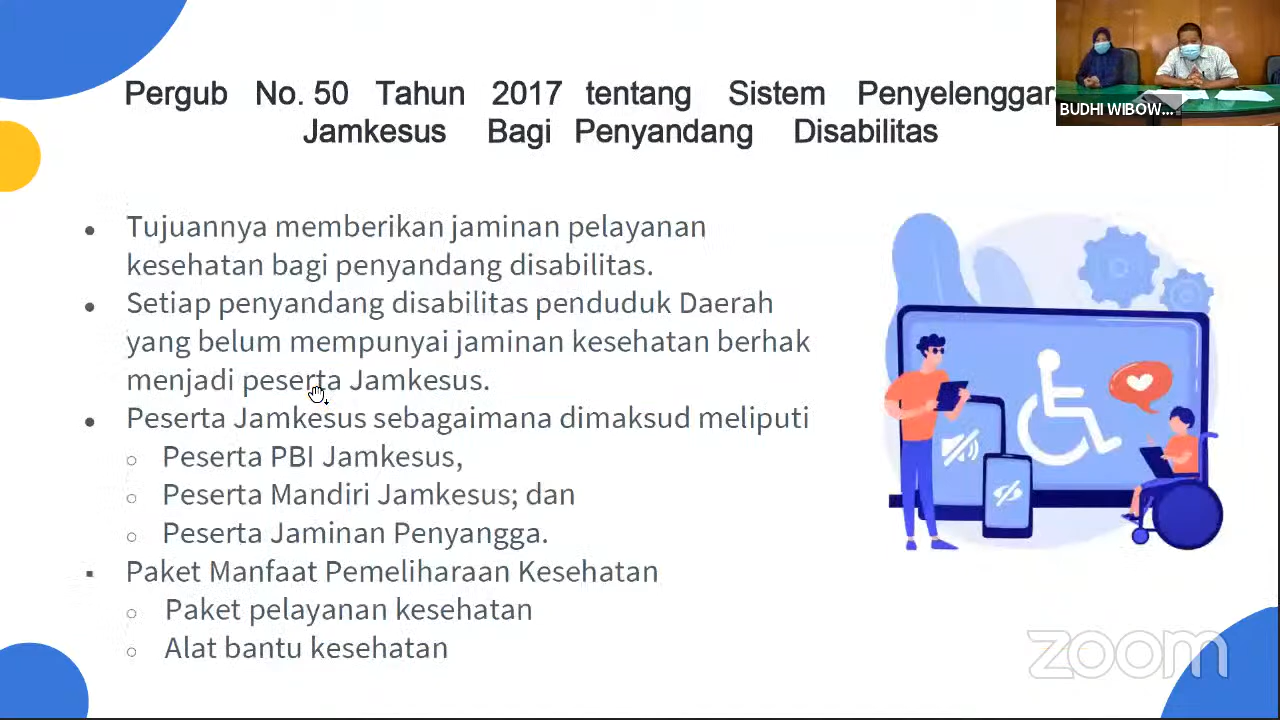 Pergub No. 50 Tahun 2017 tentang Sistem Penyelenggar
Jamkesus Bagi Penyandang Disabilitas
BUDHI WIBOW...
● Tujuannya memberikan jaminan pelayanan
kesehatan bagi penyandang disabilitas.
● Setiap penyandang disabilitas penduduk Daerah
yang belum mempunyai jaminan kesehatan berhak
menjadi peserta Jamkesus.
● Peserta Jamkesus sebagaimana dimaksud meliputi
○ Peserta PBI Jamkesus,
○ Peserta Mandiri Jamkesus; dan
○ Peserta Jaminan Penyangga.
▪ Paket Manfaat Pemeliharaan Kesehatan
○ Paket pelayanan kesehatan
○ Alat bantu kesehatan
zoom